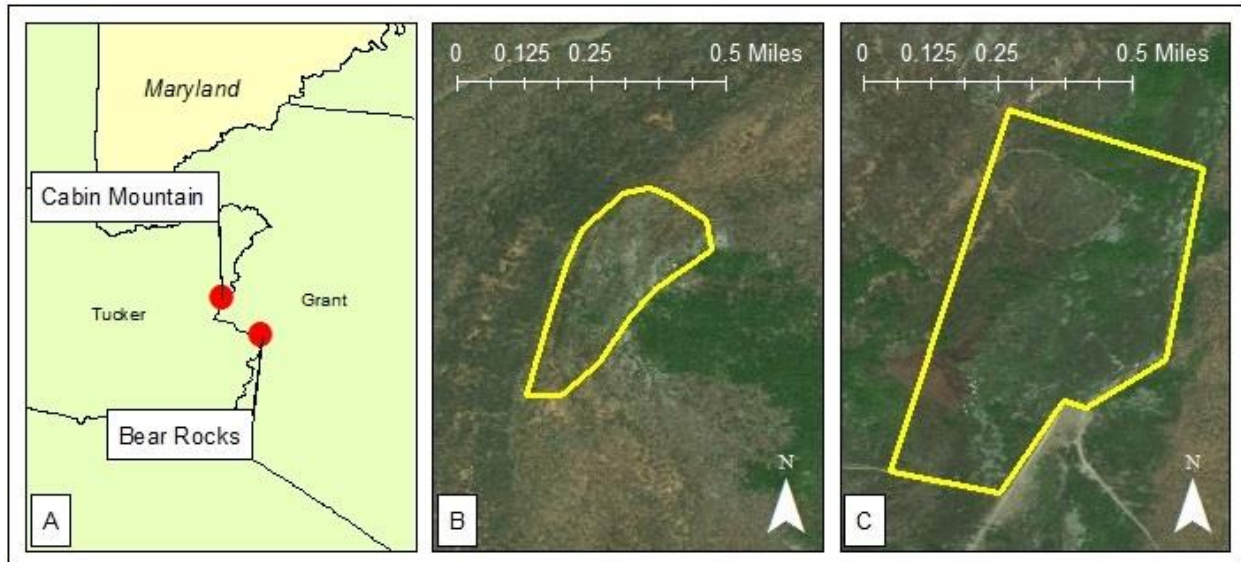 Maryland
Cabin Mountain
Tucker
Grant
Bear Rocks
A
0 0.125 0.25 0.5 Miles
N
B
0 0.125 0.25 0.5 Miles
N
C